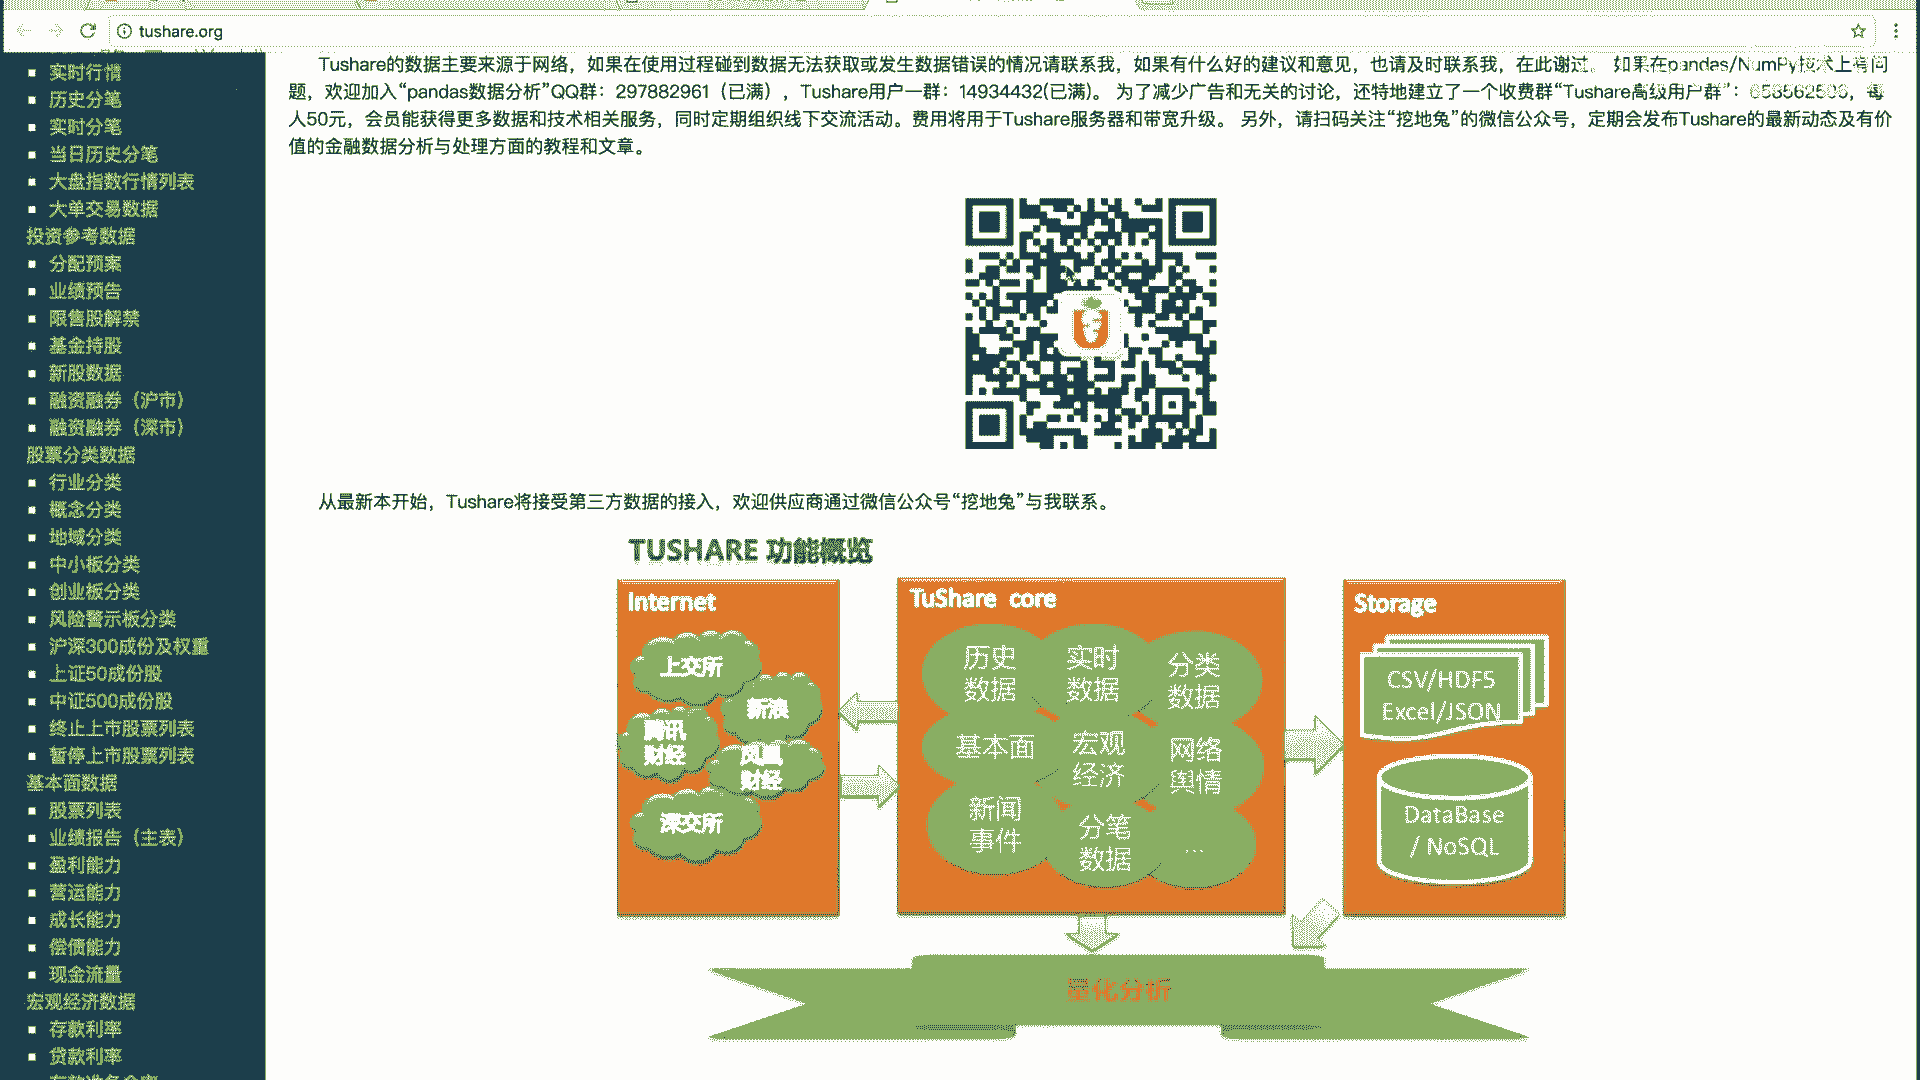 tushare.org
实时行情
历史分笔
实时分笔
当日历史分笔
大盘指数行情列表
大单交易数据
投资参考数据
分配预案
业绩预告
限售股解禁
基金持股
新股数据
融资融券（沪市）
融资融券（深市）
股票分类数据
行业分类
概念分类
地域分类
中小板分类
创业板分类
风险警示板分类
沪深300成份及权重
上证50成份股
中证500成份股
终止上市股票列表
暂停上市股票列表
基本面数据
股票列表
业绩报告（主表）
盈利能力
营运能力
成长能力
偿债能力
现金流量
宏观经济数据
存款利率
贷款利率
Tushare的数据主要来源于网络，如果在使用过程碰到数据无法获取或发生数据错误的情况请联系我，如果有什么好的建议和意见，也请及时联系我，在此谢过。 如果在pandas/NumPy技术上有问
题，欢迎加入“pandas数据分析”QQ群：297882961（已满），Tushare用户一群：14934432(已满)。 为了减少广告和无关的讨论，还特地建立了一个收费群“Tushare高级用户群”： ，每
人50元，会员能获得更多数据和技术相关服务，同时定期组织线下交流活动。费用将用于Tushare服务器和带宽升级。 另外，请扫码关注“挖地兔”的微信公众号，定期会发布Tushare的最新动态及有价
值的金融数据分析与处理方面的教程和文章。
从最新本开始，Tushare将接受第三方数据的接入，欢迎供应商通过微信公众号“挖地兔”与我联系。
TUSHARE 功能概览
Internet
上交所
新浪
腾讯
财经
凤凰
财经
深交所
TuShare core
历史
数据
实时
数据
分类
数据
基本面
宏观
经济
网络
舆情
新闻
事件
分笔
数据
...
Storage
CSV/HDF5
Excel/JSON
DataBase
/ NoSQL
量化分析